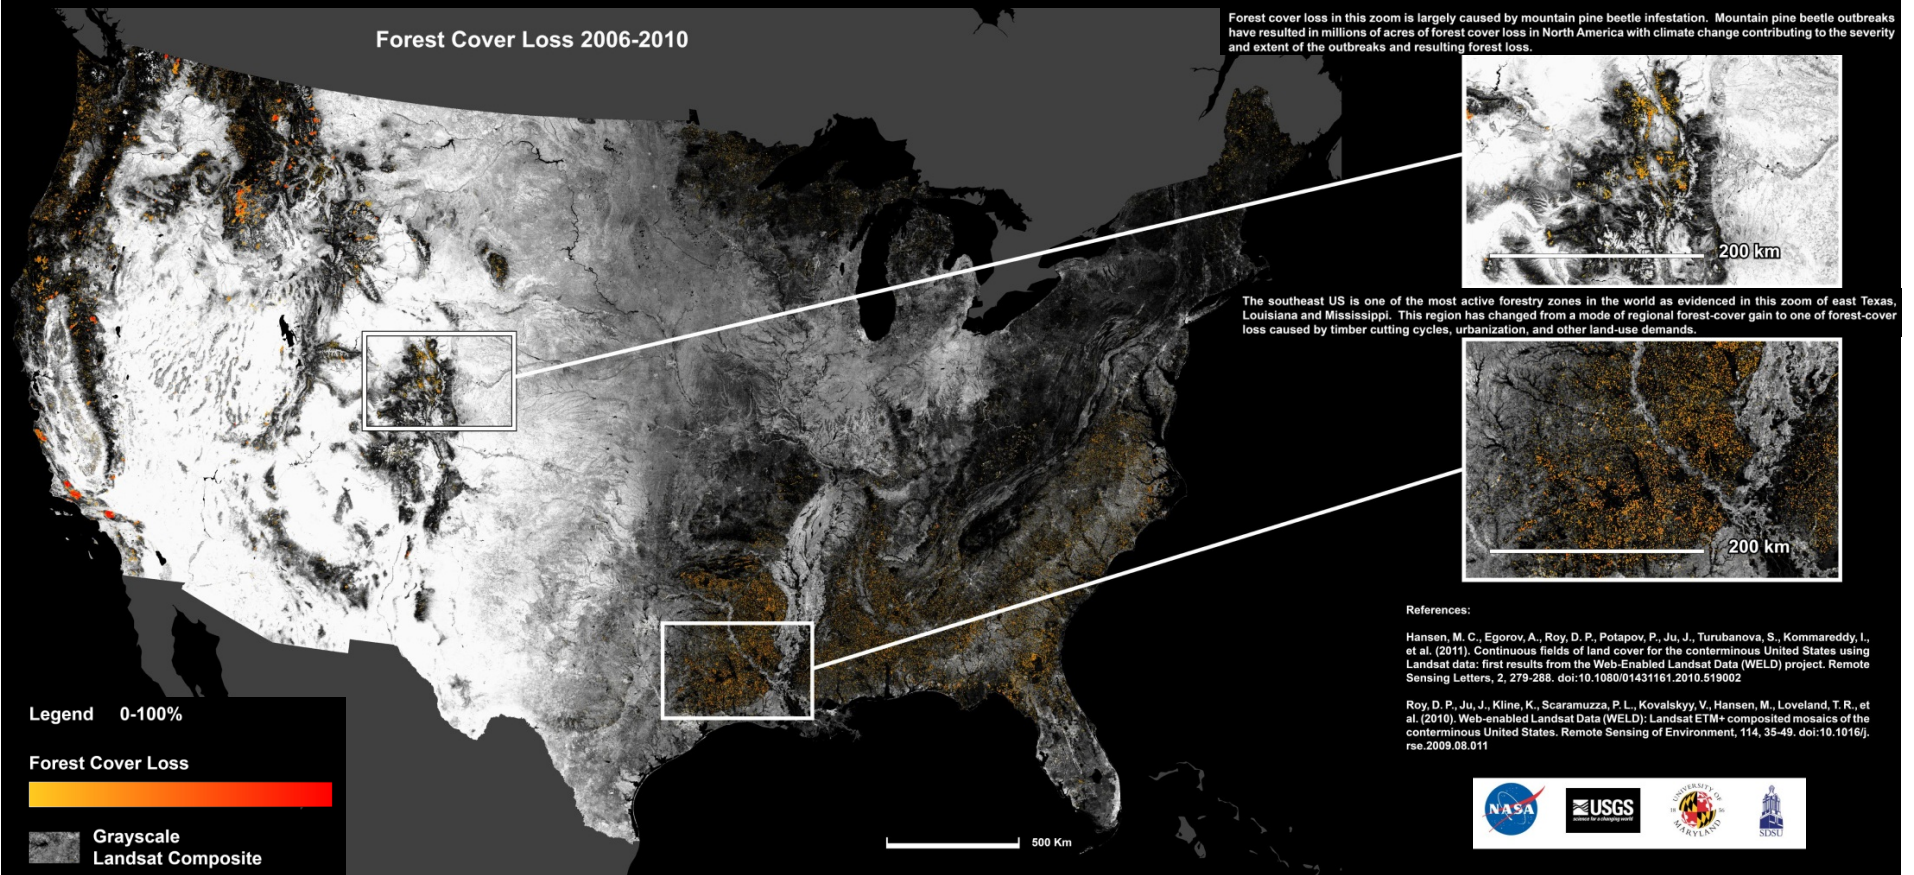 Forest Cover Loss 2006-2010
Forest cover loss in this zoom is largely caused by mountain pine beetle infestation. Mountain pine beetle outbreaks
have resulted in millions of acres of forest cover loss in North America with climate change contributing to the severity
and extent of the outbreaks and resulting forest loss.
200 km
The southeast US is one of the most active forestry zones in the world as evidenced in this zoom of east Texas,
Louisiana and Mississippi. This region has changed from a mode of regional forest-cover gain to one of forest-cover
loss caused by timber cutting cycles, urbanization, and other land-use demands.
200 km
References:
Hansen, M. C., Egorov, A., Roy, D. P., Potapov, P., Ju, J., Turubanova, S., Kommareddy, I.,
et al. (2011). Continuous fields of land cover for the conterminous United States using
Landsat data: first results from the Web-Enabled Landsat Data (WELD) project. Remote
Sensing Letters, 2, 279-288. doi:10.1080/01431161.2010.519002
Roy, D. P., Ju, J., Kline, K., Scaramuzza, P. L., Kovalskyy, V., Hansen, M., Loveland, T. R., et
al. (2010). Web-enabled Landsat Data (WELD): Landsat ETM+ composited mosaics of the
conterminous United States. Remote Sensing of Environment, 114, 35-49. doi:10.1016/j.
rse.2009.08.011
Legend 0-100%
Forest Cover Loss
Grayscale
Landsat Composite
500 Km
NASA
USGS
science for a changing world
UNIVERSITY OF
18 56
MARYLAND
SDSU